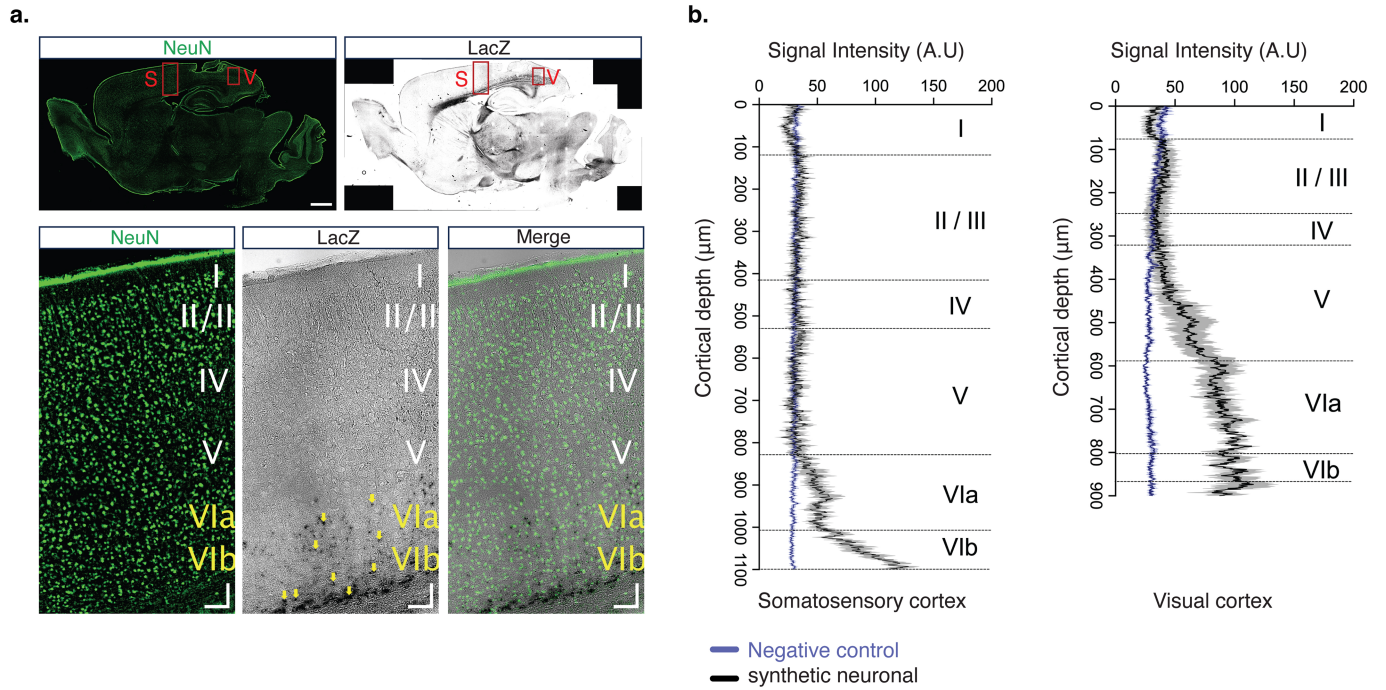 a.
NeuN
LacZ
S
V
S
V
NeuN
LacZ
Merge
I
II/II
IV
V
VIa
VIb
I
II/II
IV
V
VIa
VIb
I
II/II
IV
V
VIa
VIb
b.
Signal Intensity (A.U)
0 50 100 150 200
Cortical depth (µm)
0
100
200
300
400
500
600
700
800
900
1000
1100
I
II / III
IV
V
VIa
VIb
Somatosensory cortex
Signal Intensity (A.U)
0 50 100 150 200
Cortical depth (µm)
0
100
200
300
400
500
600
700
800
900
I
II / III
IV
V
VIa
VIb
Visual cortex
Negative control
synthetic neuronal